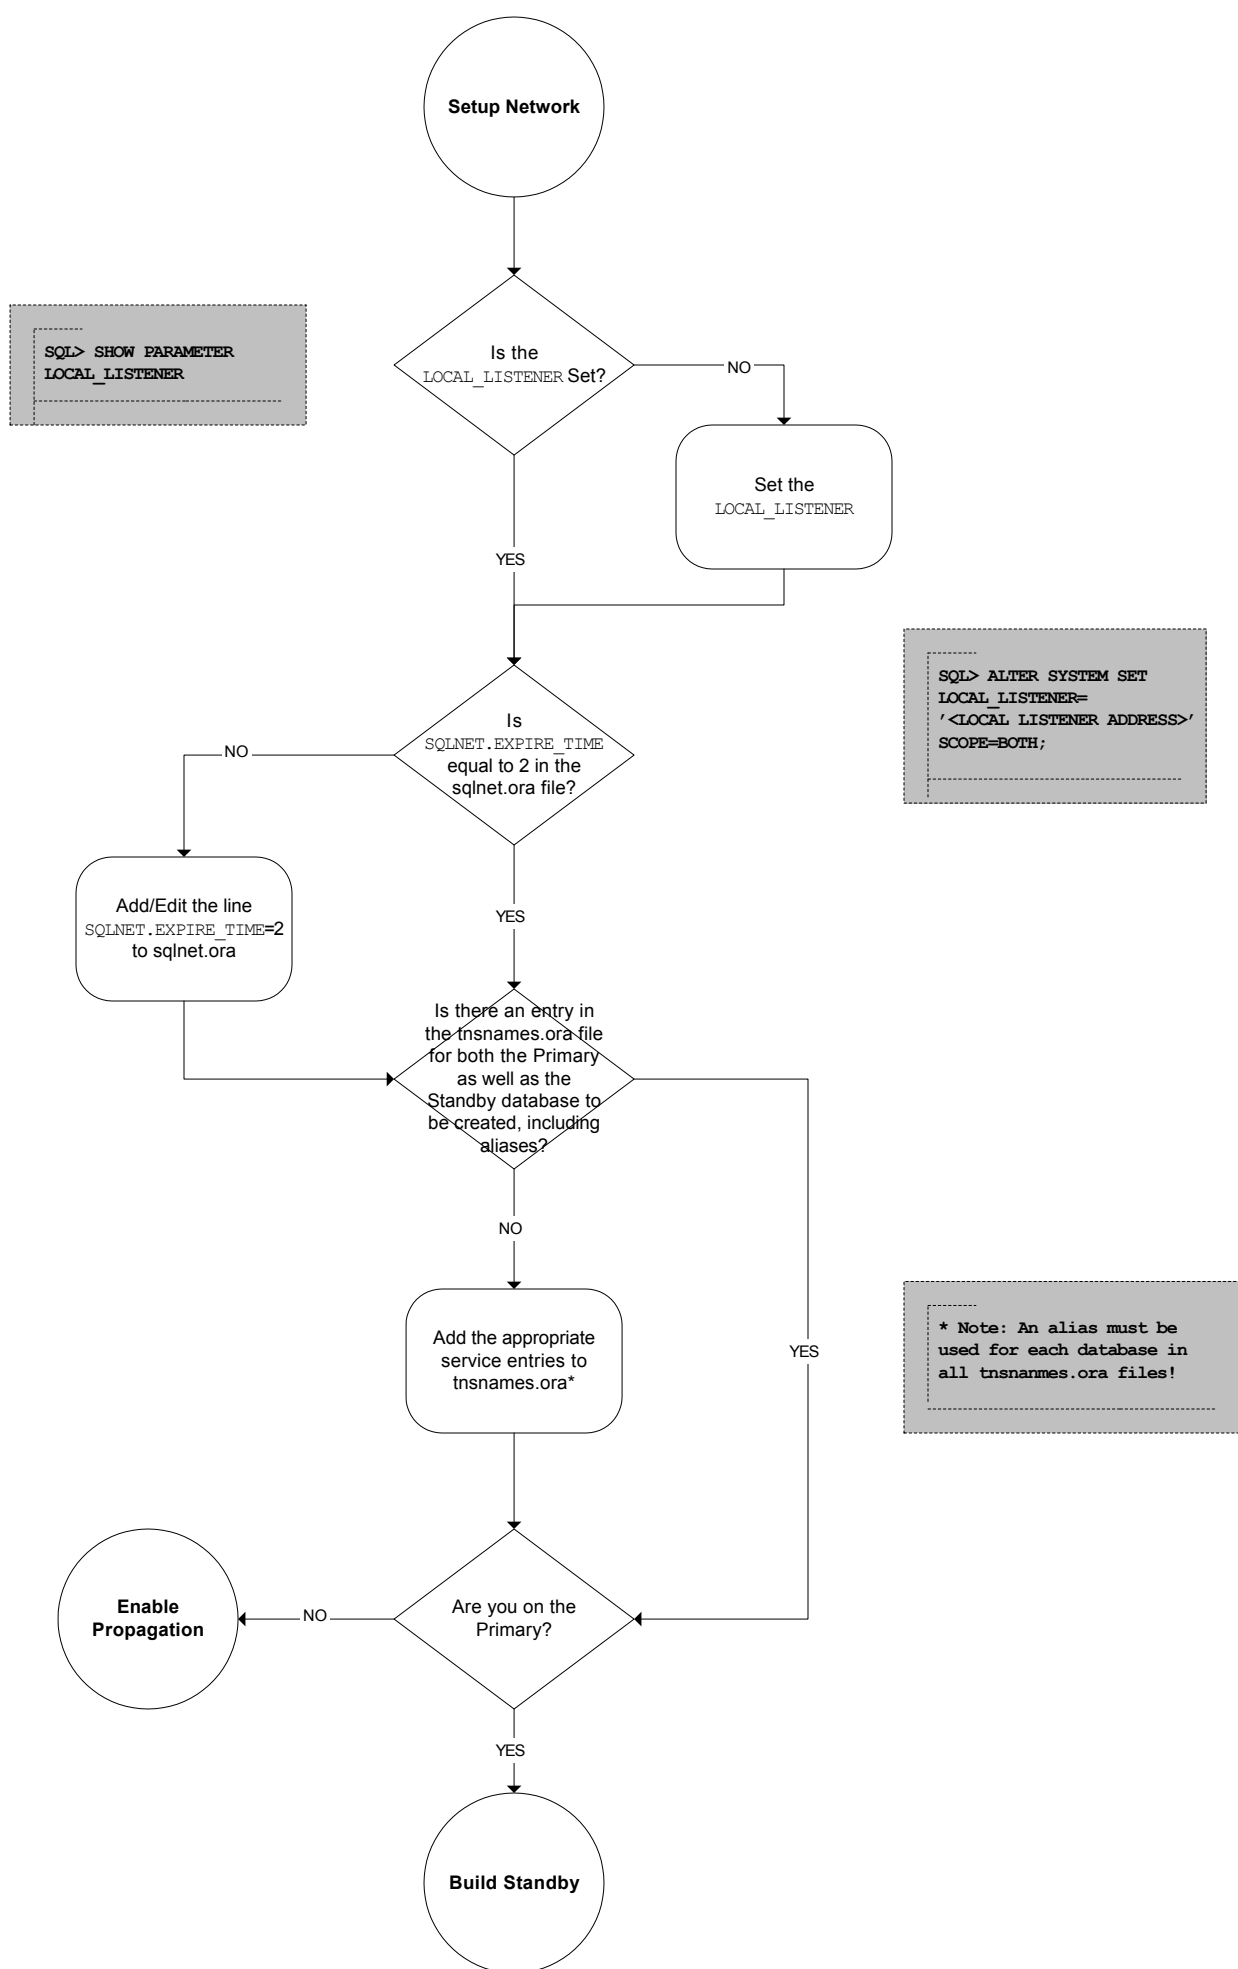 Setup Network
SQL> SHOW PARAMETER
LOCAL_LISTENER
Is the
LOCAL_LISTENER Set?
NO
Set the
LOCAL_LISTENER
YES
SQL> ALTER SYSTEM SET
LOCAL_LISTENER=
'<LOCAL LISTENER ADDRESS>'
SCOPE=BOTH;
Is
SQLNET.EXPIRE_TIME
equal to 2 in the
sqlnet.ora file?
NO
Add/Edit the line
SQLNET.EXPIRE_TIME=2
to sqlnet.ora
YES
Is there an entry in
the tnsnames.ora file
for both the Primary
as well as the
Standby database to
be created, including
aliases?
NO
YES
Add the appropriate
service entries to
tnsnames.ora*
* Note: An alias must be
used for each database in
all tnsnanmes.ora files!
Are you on the
Primary?
NO
Enable
Propagation
YES
Build Standby